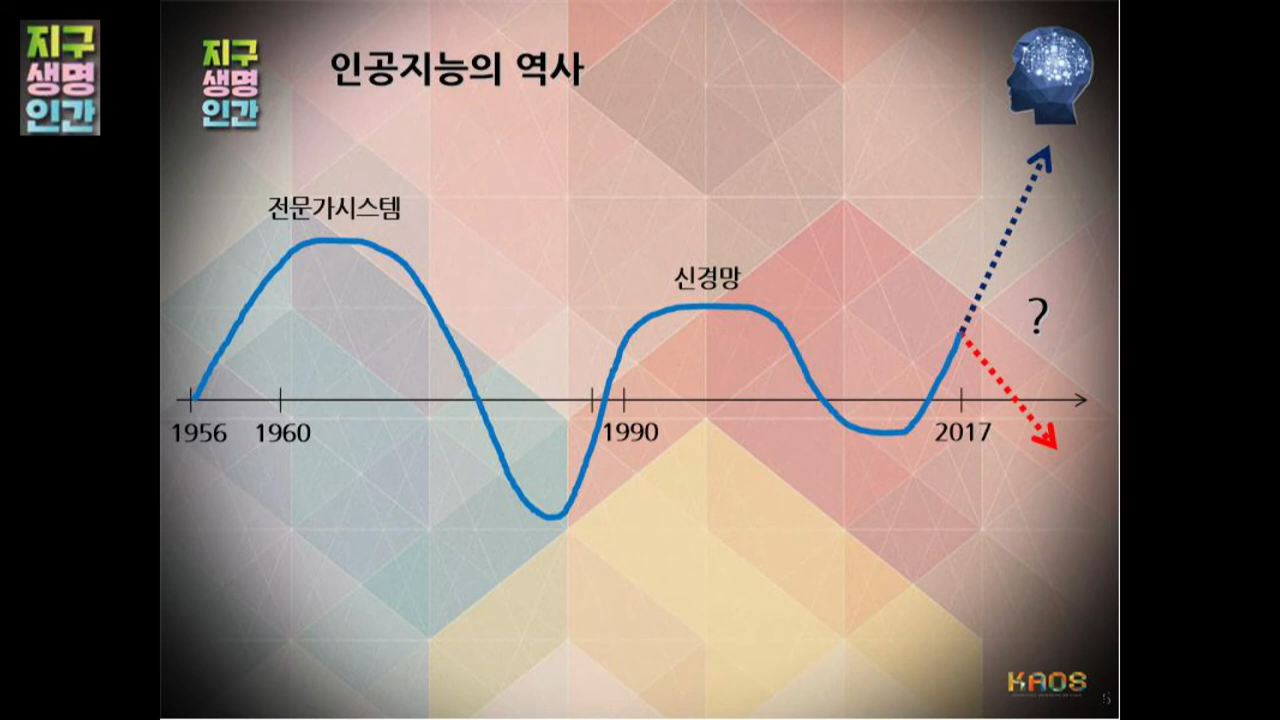 지구
생명
인간
지구
생명
인간
인공지능의 역사
전문가시스템
신경망
?
1956
1960
1990
2017
KAOS
5